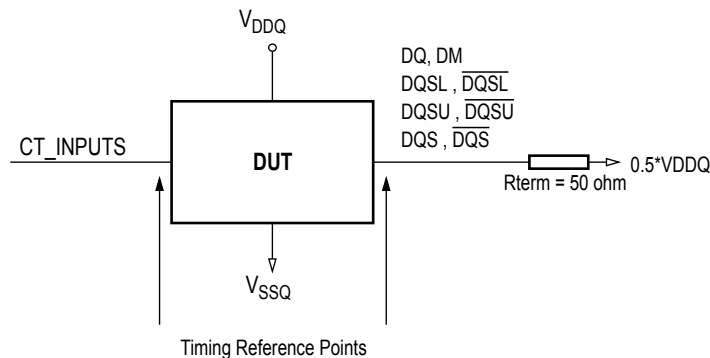 VDDQ
DQ, DM
DQSL , DQSL
DQSU , DQSU
DQS , DQS
CT_INPUTS
DUT
0.5*VDDQ
Rterm = 50 ohm
VSSQ
Timing Reference Points